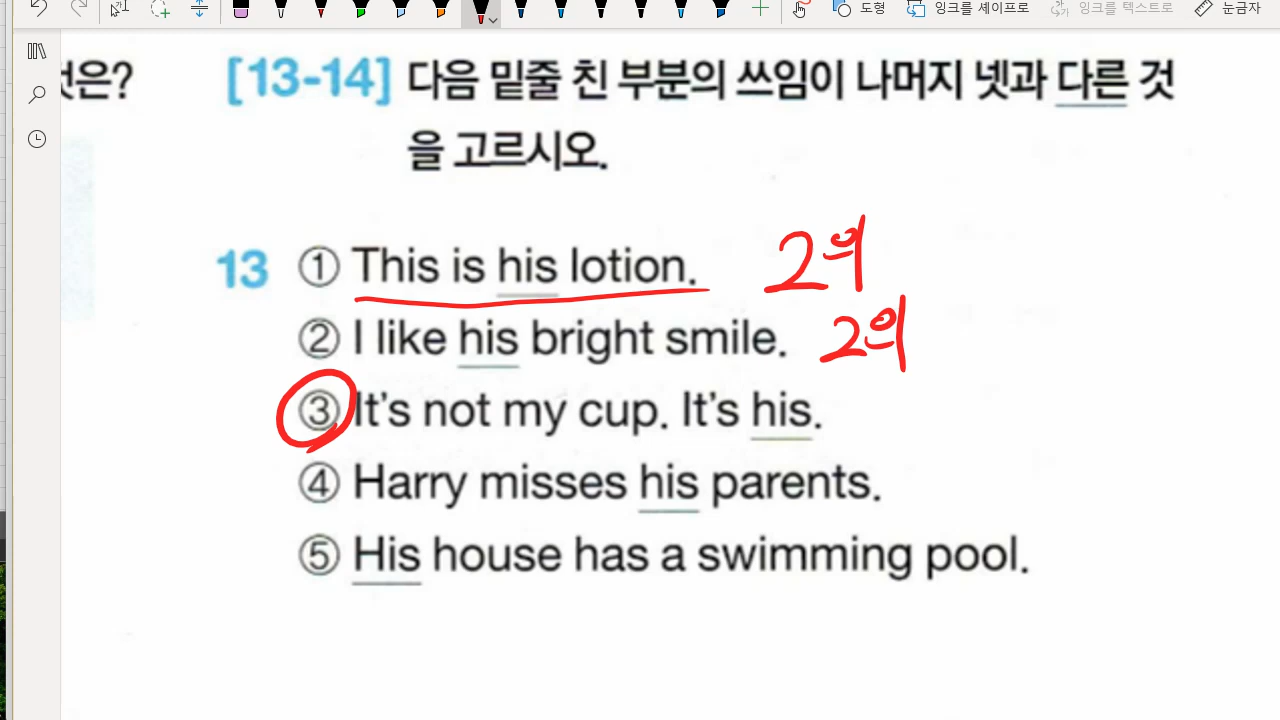 도형 잉크를 셰이프로 잉크를 텍스트로 눈금자
것은?
[13-14] 다음 밑줄 친 부분의 쓰임이 나머지 넷과 다른 것
을 고르시오.
13 ① This is his lotion. 그의
② I like his bright smile. 그의
③ It's not my cup. It's his.
④ Harry misses his parents.
⑤ His house has a swimming pool.